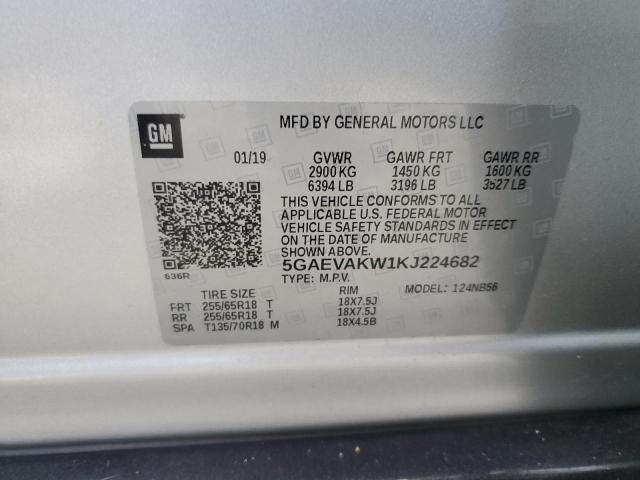 GM
MFD BY GENERAL MOTORS LLC
01/19 GVWR GAWR FRT GAWR RR
2900 KG 1450 KG 1600 KG
6394 LB 3196 LB 3527 LB
THIS VEHICLE CONFORMS TO ALL
APPLICABLE U.S. FEDERAL MOTOR
VEHICLE SAFETY STANDARDS IN EFFECT
ON THE DATE OF MANUFACTURE
SHOWN ABOVE.
5GAEVAKW1KJ224682
636R
TYPE: M.P.V. MODEL: 124NB56
TIRE SIZE RIM
FRT 255/65R18 T 18X7.5J
RR 255/65R18 T 18X7.5J
SPA T135/70R18 M 18X4.5B